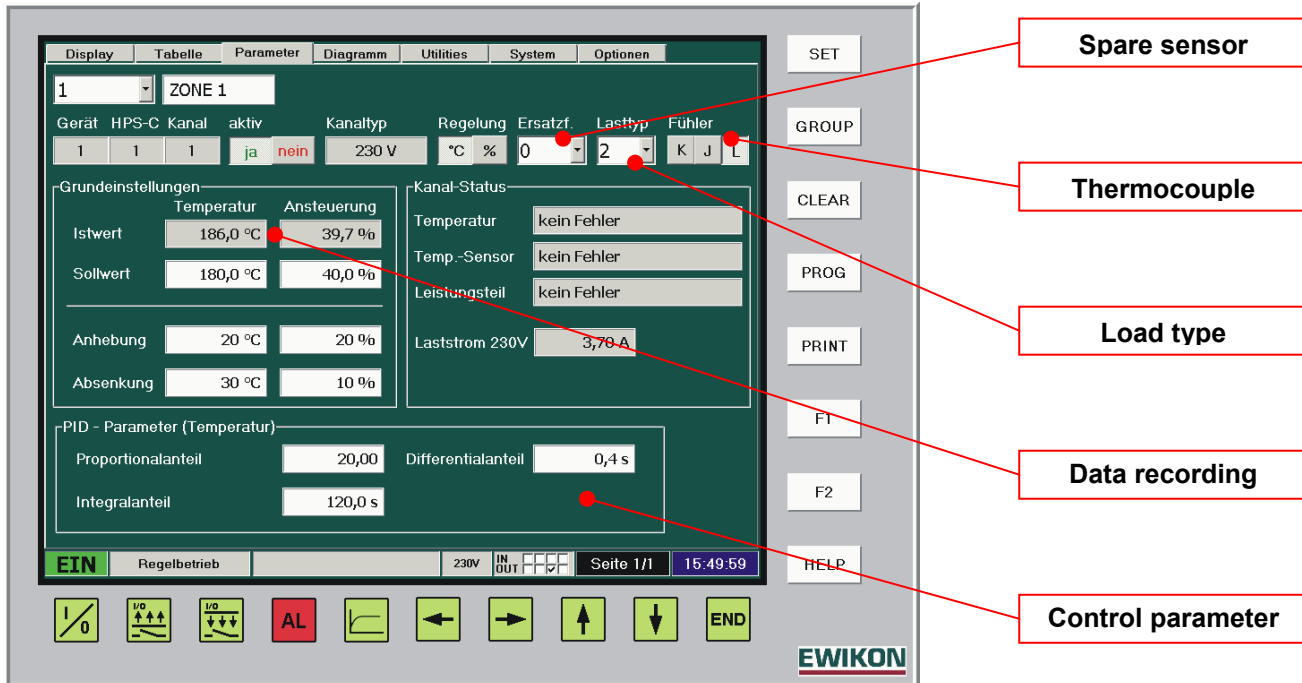 Display Tabelle Parameter Diagramm Utilities System Optionen
1 ZONE 1
Gerät HPS-C Kanal aktiv Kanaltyp Regelung Ersatzf. Lasttyp Fühler
1 1 1 ja nein 230 V °C % 0 2 K J L
Grundeinstellungen
Temperatur Ansteuerung
Istwert 186,0 °C 39,7 %
Sollwert 180,0 °C 40,0 %
Anhebung 20 °C 20 %
Absenkung 30 °C 10 %
Kanal-Status
Temperatur kein Fehler
Temp.-Sensor kein Fehler
Leistungsteil kein Fehler
Laststrom 230V 3,70 A
PID - Parameter (Temperatur)
Proportionalanteil 20,00 Differentialanteil 0,4 s
Integralanteil 120,0 s
EIN Regelbetrieb 230V IN OUT Seite 1/1 15:49:59
I/0 I/O I/O AL END
EWIKON
SET
GROUP
CLEAR
PROG
PRINT
F1
F2
HELP
Spare sensor
Thermocouple
Load type
Data recording
Control parameter